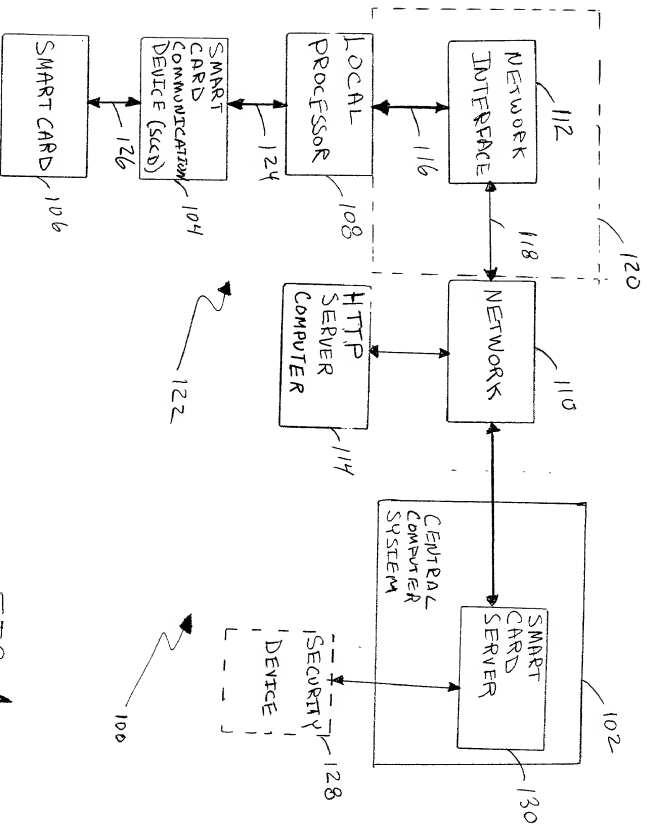 120
112
NETWORK
INTERFACE
118
116
LOCAL
PROCESSOR
108
124
SMART
CARD
COMMUNICATION
DEVICE (SCCD)
104
126
SMART CARD
106
NETWORK
110
HTTP
SERVER
COMPUTER
114
122
CENTRAL
COMPUTER
SYSTEM
102
SMART
CARD
SERVER
130
SECURITY
DEVICE
128
100